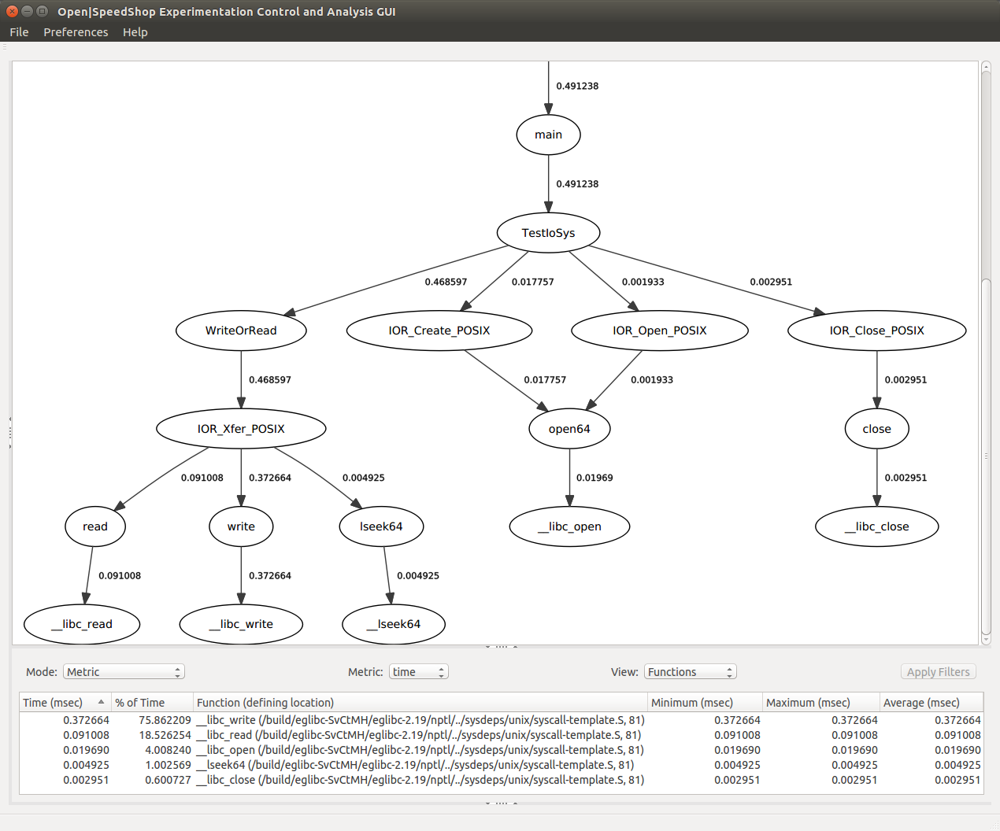 Open|SpeedShop Experimentation Control and Analysis GUI
File Preferences Help
0.491238
main
0.491238
TestIoSys
0.468597 0.017757 0.001933 0.002951
WriteOrRead IOR_Create_POSIX IOR_Open_POSIX IOR_Close_POSIX
0.468597 0.017757 0.001933 0.002951
IOR_Xfer_POSIX open64 close
0.091008 0.372664 0.004925 0.01969 0.002951
read write lseek64 __libc_open __libc_close
0.091008 0.372664 0.004925
__libc_read __libc_write __lseek64
Mode: Metric Metric: time View: Functions Apply Filters
Time (msec) % of Time Function (defining location) Minimum (msec) Maximum (msec) Average (msec)
0.372664 75.862209 __libc_write (/build/eglibc-SvCtMH/eglibc-2.19/nptl/../sysdeps/unix/syscall-template.S, 81) 0.372664 0.372664 0.372664
0.091008 18.526254 __libc_read (/build/eglibc-SvCtMH/eglibc-2.19/nptl/../sysdeps/unix/syscall-template.S, 81) 0.091008 0.091008 0.091008
0.019690 4.008240 __libc_open (/build/eglibc-SvCtMH/eglibc-2.19/nptl/../sysdeps/unix/syscall-template.S, 81) 0.019690 0.019690 0.019690
0.004925 1.002569 __lseek64 (/build/eglibc-SvCtMH/eglibc-2.19/nptl/../sysdeps/unix/syscall-template.S, 81) 0.004925 0.004925 0.004925
0.002951 0.600727 __libc_close (/build/eglibc-SvCtMH/eglibc-2.19/nptl/../sysdeps/unix/syscall-template.S, 81) 0.002951 0.002951 0.002951